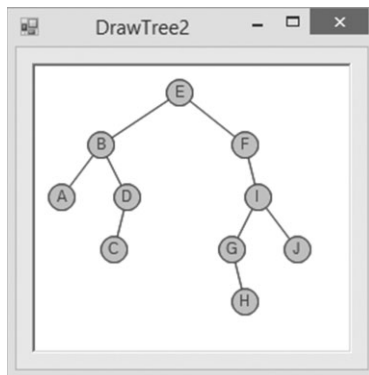 DrawTree2
E
B F
A D I
C G J
H